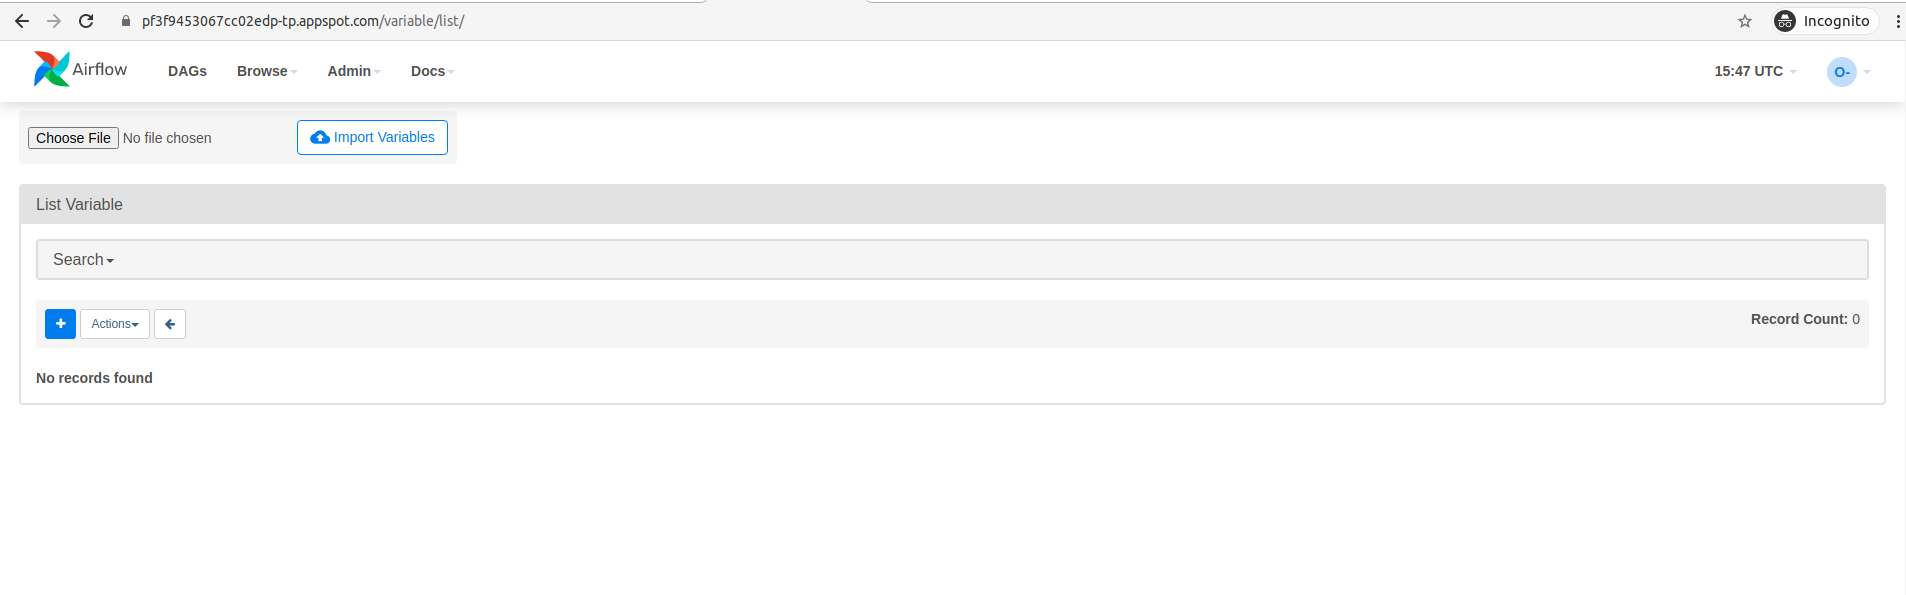 pf3f9453067cc02edp-tp.appspot.com/variable/list/ Incognito
Airflow DAGs Browse Admin Docs 15:47 UTC O-
Choose File No file chosen Import Variables
List Variable
Search
+ Actions Record Count: 0
No records found